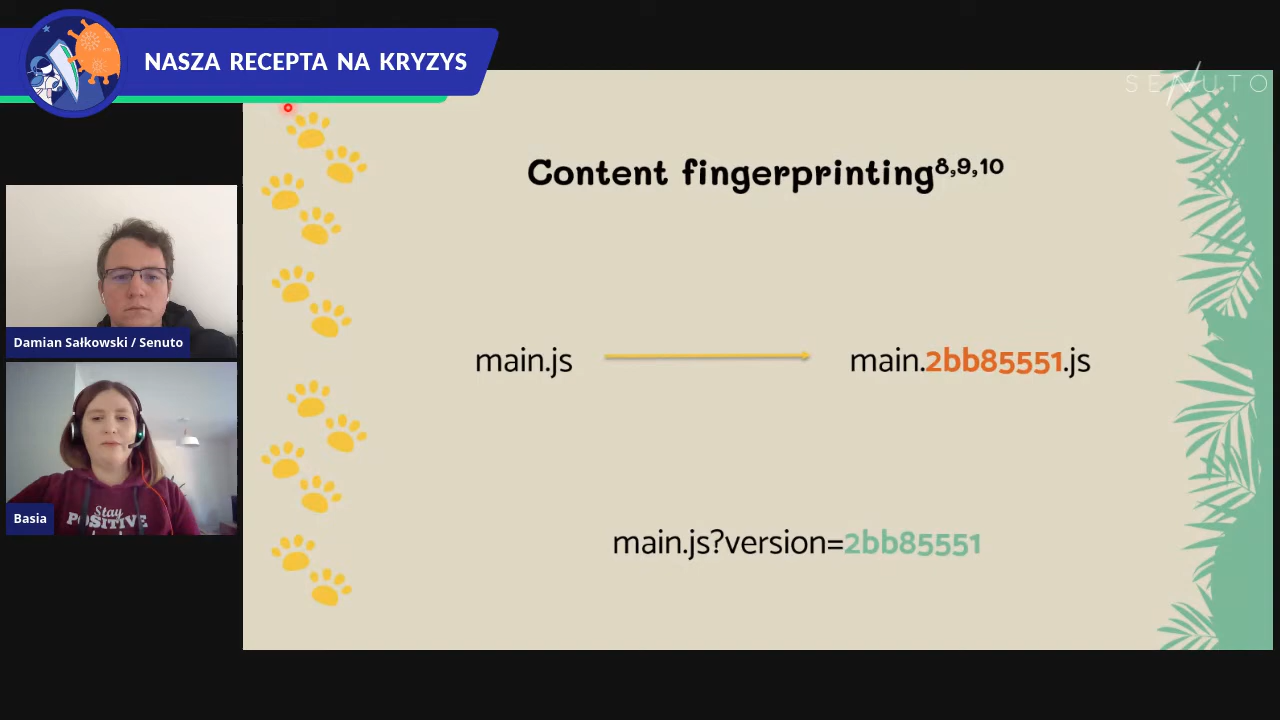 NASZA RECEPTA NA KRYZYS
SENUTO
Content fingerprinting8,9,10
main.js
main.2bb85551.js
main.js?version=2bb85551
Damian Sałkowski / Senuto
Stay
POSITIVE
Basia